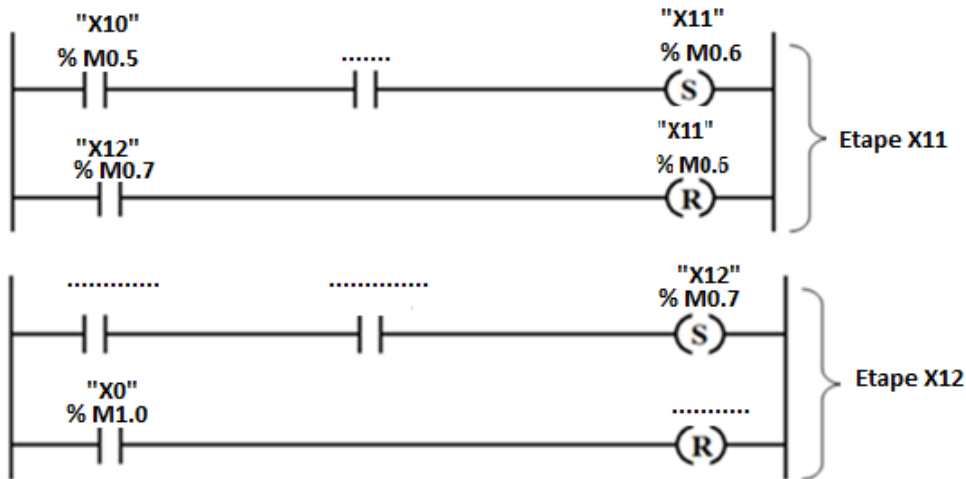 "X10"
% M0.5
.......
"X11"
% M0.6
S
"X12"
% M0.7
"X11"
% M0.6
R
Etape X11
.............
..............
"X12"
% M0.7
S
"X0"
% M1.0
...........
R
Etape X12